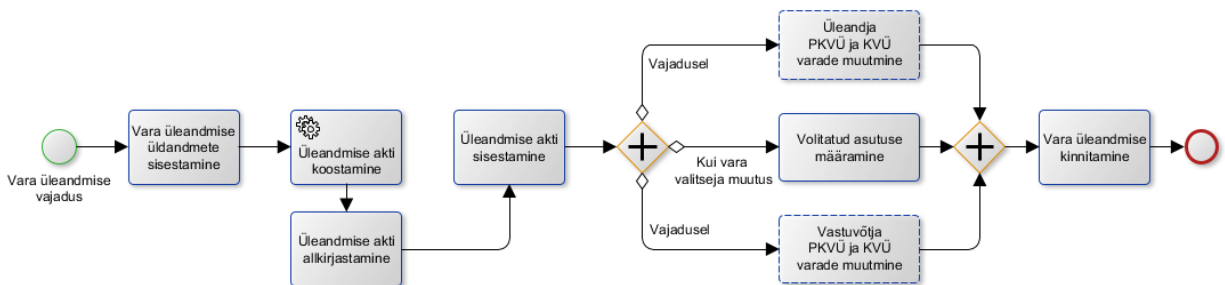 Vara üleandmise
vajadus
Vara üleandmise
üldandmete
sisestamine
Üleandmise akti
koostamine
Üleandmise akti
allkirjastamine
Üleandmise akti
sisestamine
Vajadusel
Üleandja
PKVÜ ja KVÜ
varade muutmine
Kui vara
valitseja muutus
Volitatud asutuse
määramine
Vajadusel
Vastuvõtja
PKVÜ ja KVÜ
varade muutmine
Vara üleandmise
kinnitamine